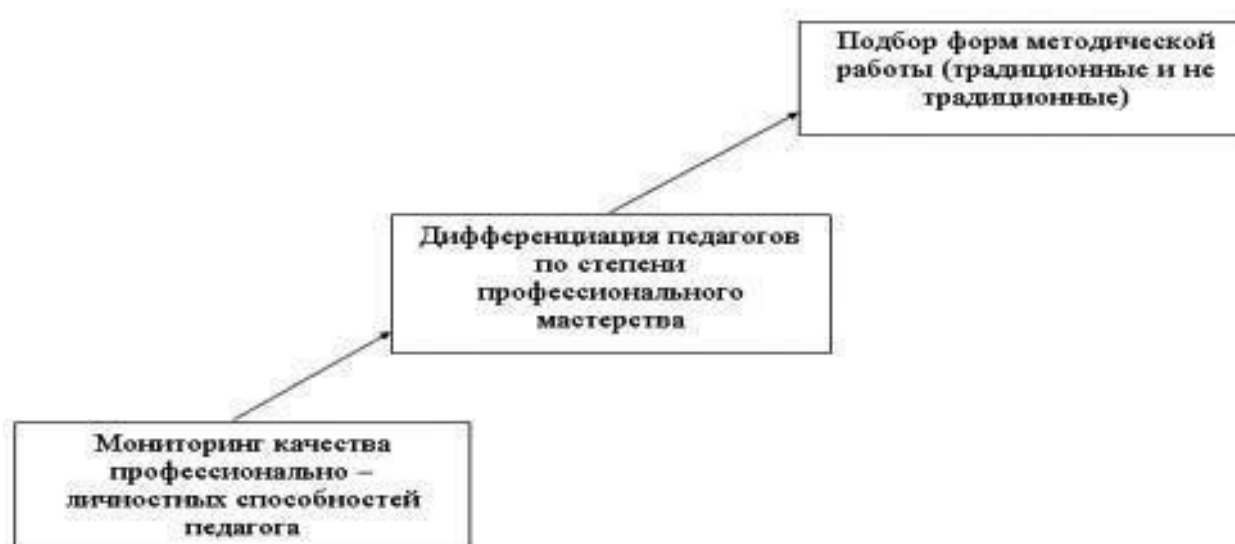 Подбор форм методической
работы (традиционные и не
традиционные)
Дифференциация педагогов
по степени
профессионального
мастерства
Мониторинг качества
профессионально –
личностных способностей
педагога